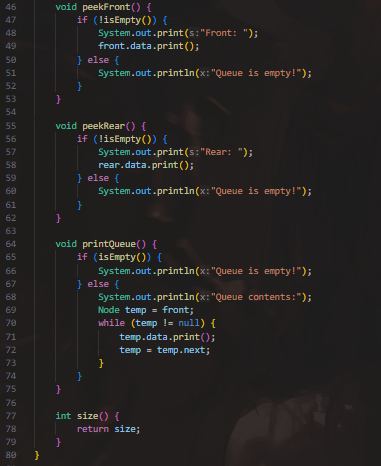 46 void peekFront() {
47 if (!isEmpty()) {
48 System.out.print(s:"Front: ");
49 front.data.print();
50 } else {
51 System.out.println(x:"Queue is empty!");
52 }
53 }
54
55 void peekRear() {
56 if (!isEmpty()) {
57 System.out.print(s:"Rear: ");
58 rear.data.print();
59 } else {
60 System.out.println(x:"Queue is empty!");
61 }
62 }
63
64 void printQueue() {
65 if (isEmpty()) {
66 System.out.println(x:"Queue is empty!");
67 } else {
68 System.out.println(x:"Queue contents:");
69 Node temp = front;
70 while (temp != null) {
71 temp.data.print();
72 temp = temp.next;
73 }
74 }
75 }
76
77 int size() {
78 return size;
79 }
80 }